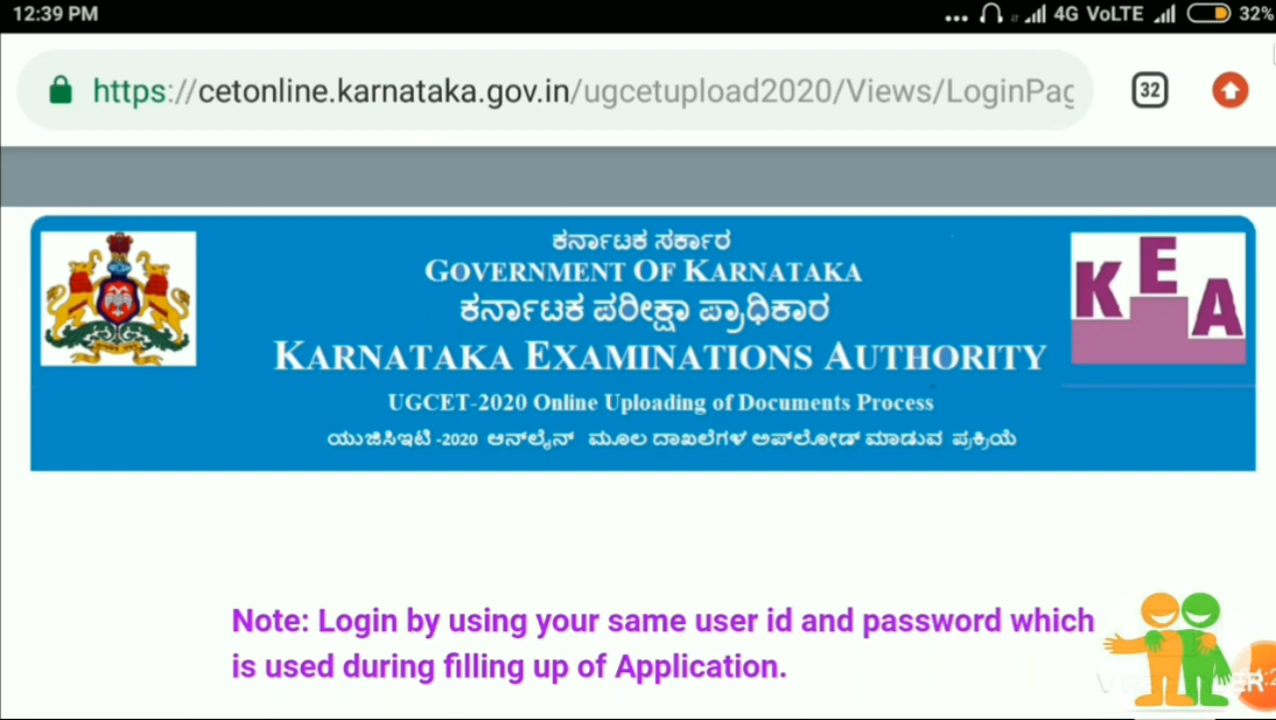 12:39 PM ... 4G VoLTE 32%
https://cetonline.karnataka.gov.in/ugcetupload2020/Views/LoginPag 32
ಕರ್ನಾಟಕ ಸರ್ಕಾರ
GOVERNMENT OF KARNATAKA
ಕರ್ನಾಟಕ ಪರೀಕ್ಷಾ ಪ್ರಾಧಿಕಾರ
KARNATAKA EXAMINATIONS AUTHORITY
KEA
UGCET-2020 Online Uploading of Documents Process
ಯುಜಿಸಿಇಟಿ -2020 ಆನ್‌ಲೈನ್ ಮೂಲ ದಾಖಲೆಗಳ ಅಪ್‌ಲೋಡ್ ಮಾಡುವ ಪ್ರಕ್ರಿಯೆ
Note: Login by using your same user id and password which
is used during filling up of Application.